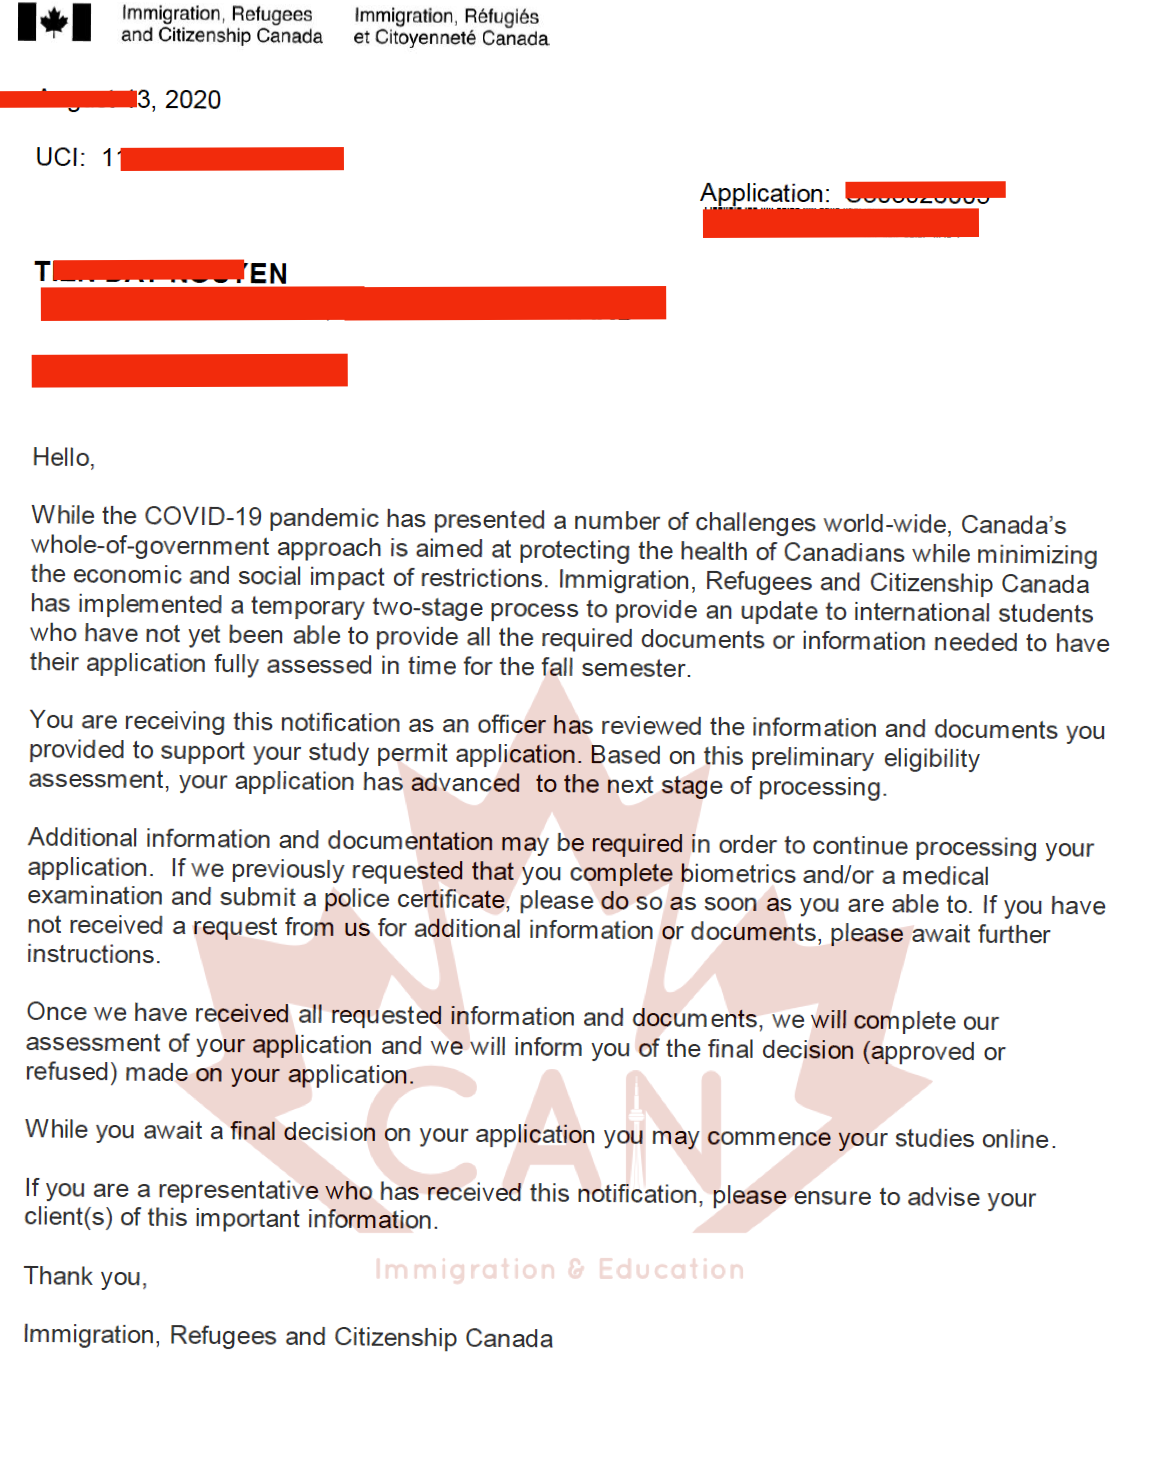 Immigration, Refugees and Citizenship Canada
Immigration, Réfugiés et Citoyenneté Canada
3, 2020
UCI: 11
Application:
YEN
Hello,
While the COVID-19 pandemic has presented a number of challenges world-wide, Canada’s
whole-of-government approach is aimed at protecting the health of Canadians while minimizing
the economic and social impact of restrictions. Immigration, Refugees and Citizenship Canada
has implemented a temporary two-stage process to provide an update to international students
who have not yet been able to provide all the required documents or information needed to have
their application fully assessed in time for the fall semester.
You are receiving this notification as an officer has reviewed the information and documents you
provided to support your study permit application. Based on this preliminary eligibility
assessment, your application has advanced  to the next stage of processing.
Additional information and documentation may be required in order to continue processing your
application.  If we previously requested that you complete biometrics and/or a medical
examination and submit a police certificate, please do so as soon as you are able to. If you have
not received a request from us for additional information or documents, please await further
instructions.
Once we have received all requested information and documents, we will complete our
assessment of your application and we will inform you of the final decision (approved or
refused) made on your application.
While you await a final decision on your application you may commence your studies online.
If you are a representative who has received this notification, please ensure to advise your
client(s) of this important information.
CAN
Immigration & Education
Thank you,
Immigration, Refugees and Citizenship Canada